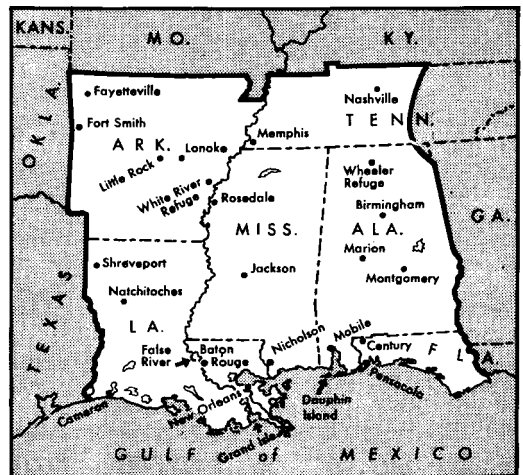 KANS.
MO.
KY.
OKLA.
Fayetteville
Nashville
TENN.
Fort Smith
ARK.
Memphis
Lonoke
Little Rock
Wheeler
Refuge
White River
Refuge
Rosedale
Birmingham
GA.
MISS.
ALA.
Marion
Shreveport
Jackson
Montgomery
Natchitoches
TEXAS
LA.
Nicholson
Mobile
Century
FLA.
False
River
Baton
Rouge
Pensacola
Cameron
New Orleans
Dauphin
Island
Grand Isle
GULF of MEXICO